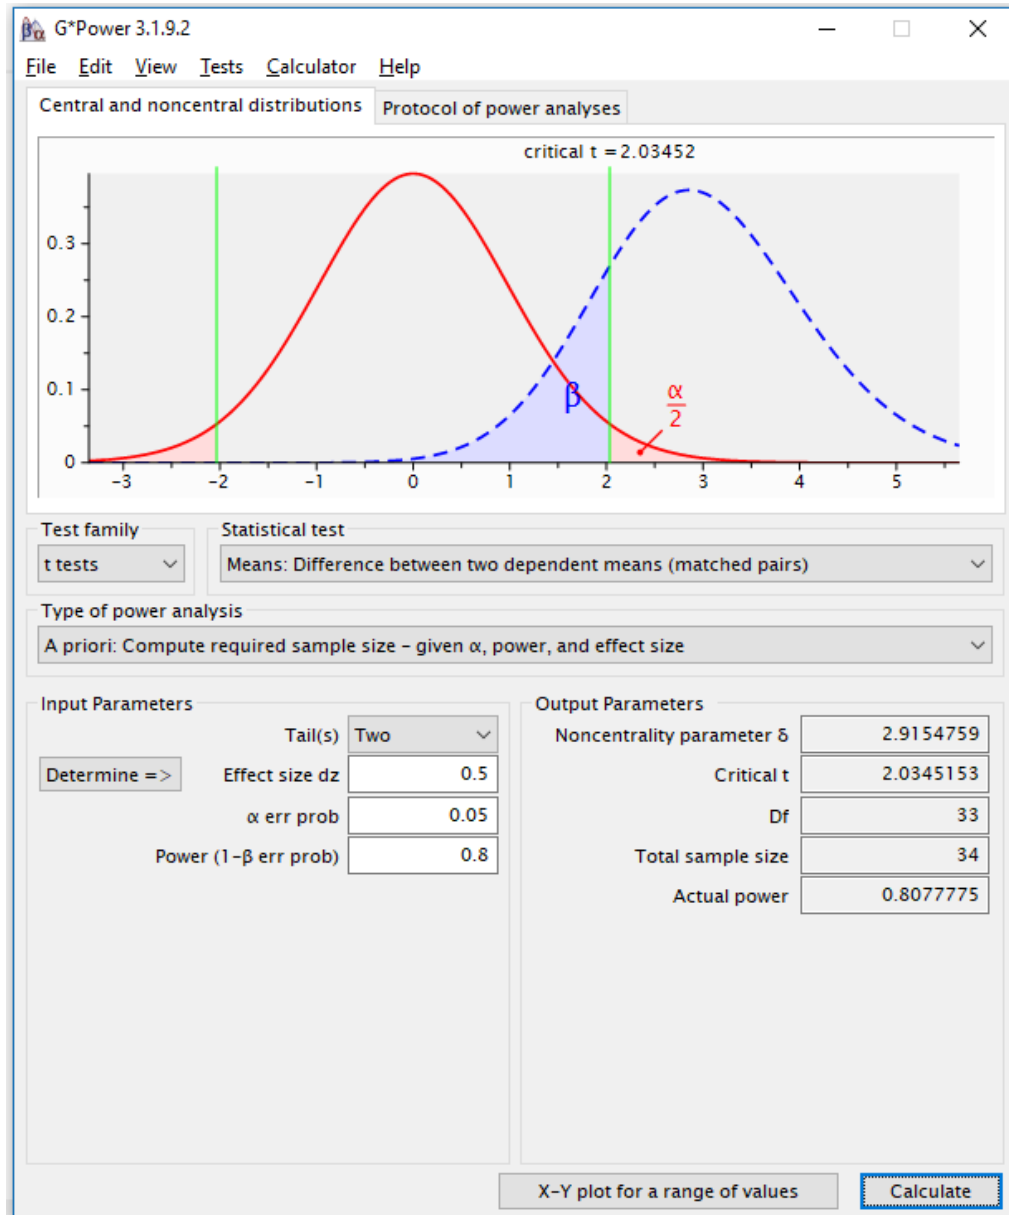 G*Power 3.1.9.2
File Edit View Tests Calculator Help
Central and noncentral distributions Protocol of power analyses
critical t = 2.03452
0.3
0.2
0.1
0
β
α
2
-3 -2 -1 0 1 2 3 4 5
Test family Statistical test
t tests Means: Difference between two dependent means (matched pairs)
Type of power analysis
A priori: Compute required sample size – given α, power, and effect size
Input Parameters
Tail(s) Two
Determine => Effect size dz 0.5
α err prob 0.05
Power (1-β err prob) 0.8
Output Parameters
Noncentrality parameter δ 2.9154759
Critical t 2.0345153
Df 33
Total sample size 34
Actual power 0.8077775
X-Y plot for a range of values Calculate